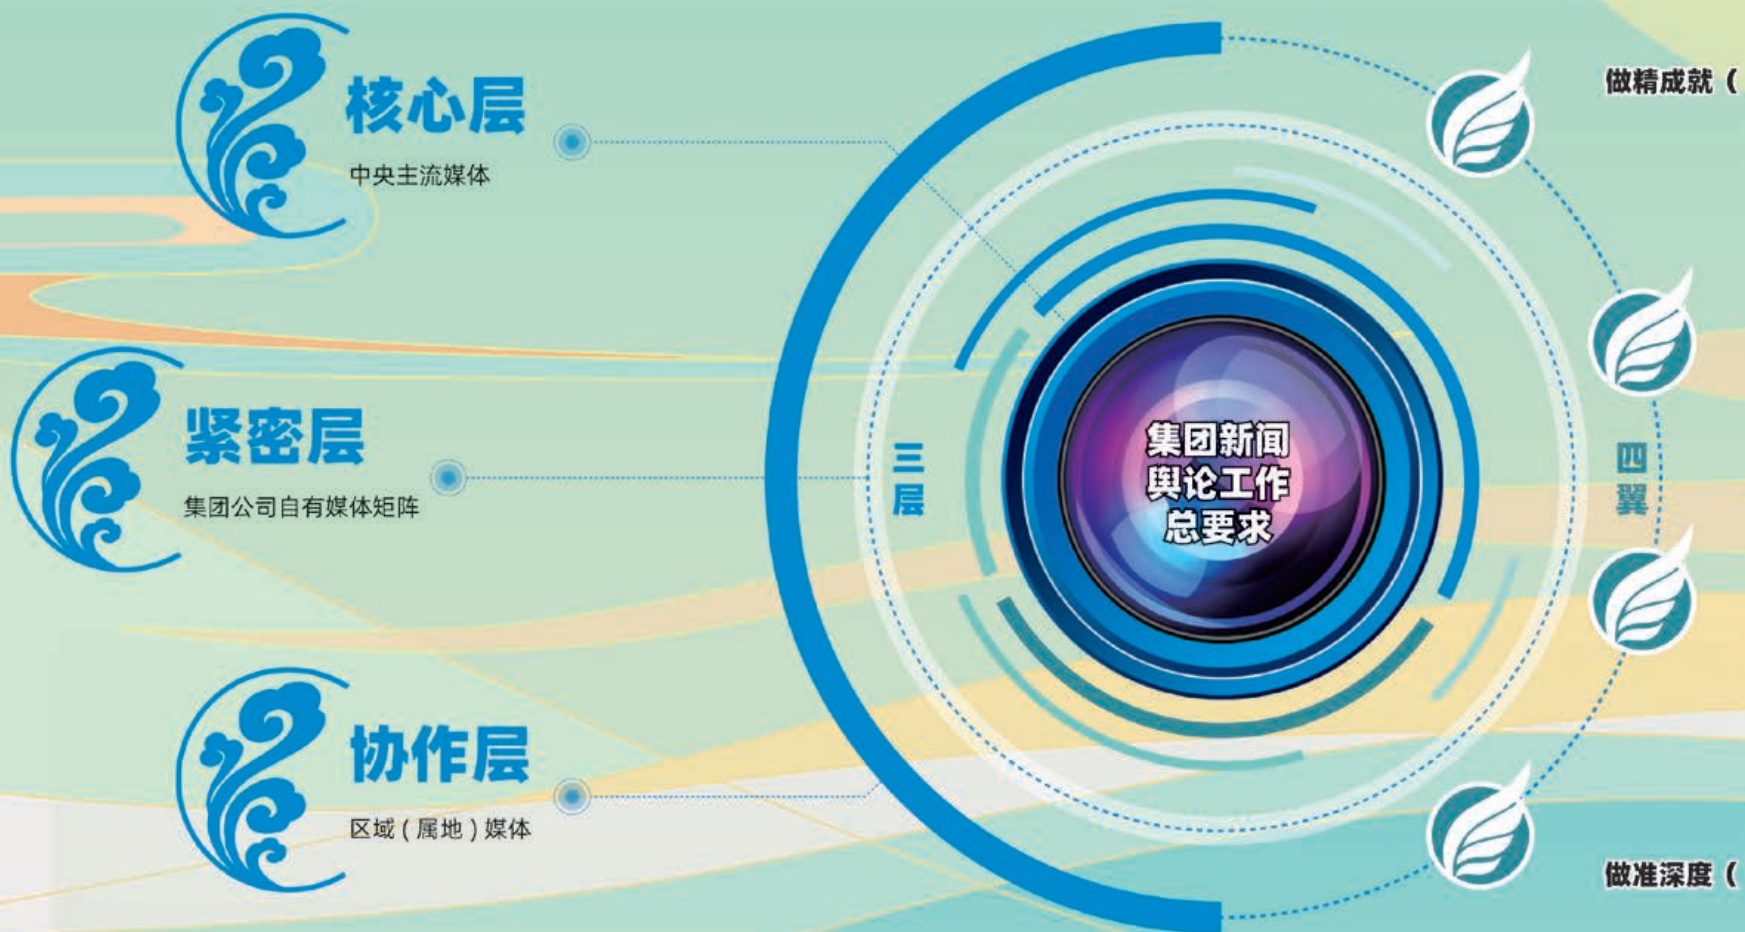 核心层
中央主流媒体
紧密层
集团公司自有媒体矩阵
协作层
区域(属地)媒体
三层
集团新闻
舆论工作
总要求
四翼
做精成就（
做准深度（